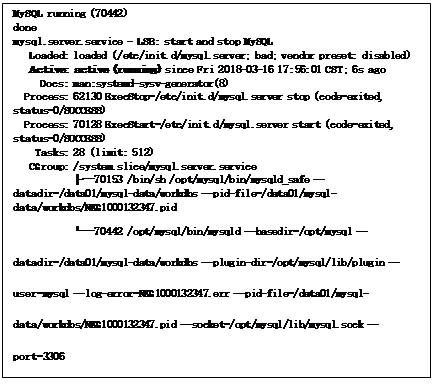 MySQL running (70442)
done
mysql.server.service - LSB: start and stop MySQL
Loaded: loaded (/etc/init.d/mysql.server; bad; vendor preset: disabled)
Active: active (running) since Fri 2018-03-16 17:56:01 CST; 6s ago
Docs: man:systemd-sysv-generator(8)
Process: 62130 ExecStop=/etc/init.d/mysql.server stop (code=exited,
status=0/SUCCESS)
Process: 70128 ExecStart=/etc/init.d/mysql.server start (code=exited,
status=0/SUCCESS)
Tasks: 28 (limit: 512)
CGroup: /system.slice/mysql.server.service
├─70153 /bin/sh /opt/mysql/bin/mysqld_safe --
datadir=/data01/mysql-data/workdbs --pid-file=/data01/mysql-
data/workdbs/NKG1000132347.pid
└─70442 /opt/mysql/bin/mysqld --basedir=/opt/mysql --
datadir=/data01/mysql-data/workdbs --plugin-dir=/opt/mysql/lib/plugin --
user=mysql --log-error=NKG1000132347.err --pid-file=/data01/mysql-
data/workdbs/NKG1000132347.pid --socket=/opt/mysql/lib/mysql.sock --
port=3306